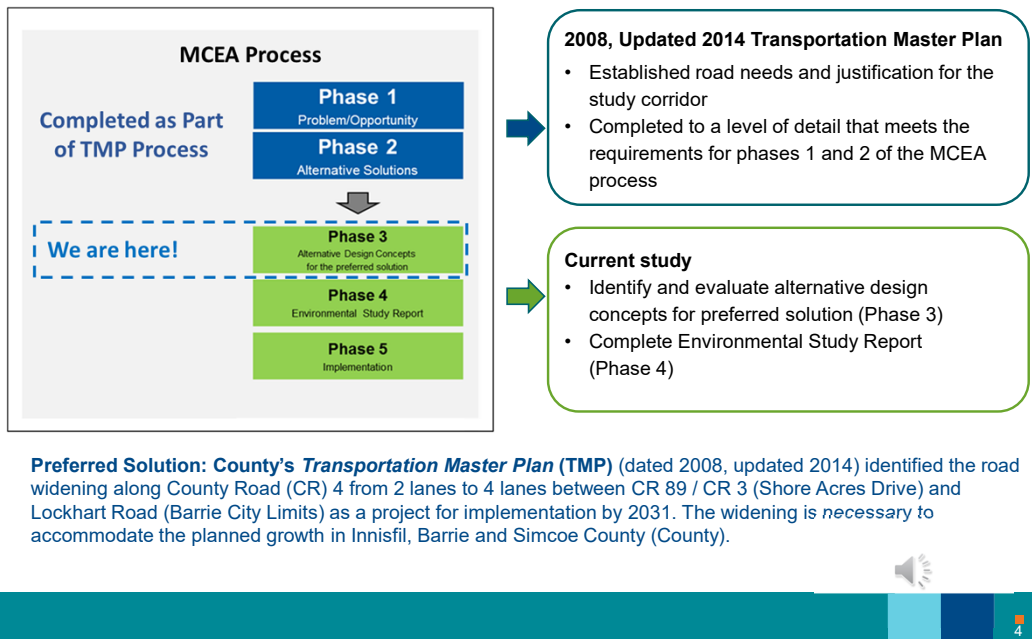 MCEA Process
Completed as Part
of TMP Process
Phase 1
Problem/Opportunity
Phase 2
Alternative Solutions
We are here!
Phase 3
Alternative Design Concepts
for the preferred solution
Phase 4
Environmental Study Report
Phase 5
Implementation
2008, Updated 2014 Transportation Master Plan
• Established road needs and justification for the
study corridor
• Completed to a level of detail that meets the
requirements for phases 1 and 2 of the MCEA
process
Current study
• Identify and evaluate alternative design
concepts for preferred solution (Phase 3)
• Complete Environmental Study Report
(Phase 4)
Preferred Solution: County's Transportation Master Plan (TMP) (dated 2008, updated 2014) identified the road
widening along County Road (CR) 4 from 2 lanes to 4 lanes between CR 89 / CR 3 (Shore Acres Drive) and
Lockhart Road (Barrie City Limits) as a project for implementation by 2031. The widening is necessary to
accommodate the planned growth in Innisfil, Barrie and Simcoe County (County).
4